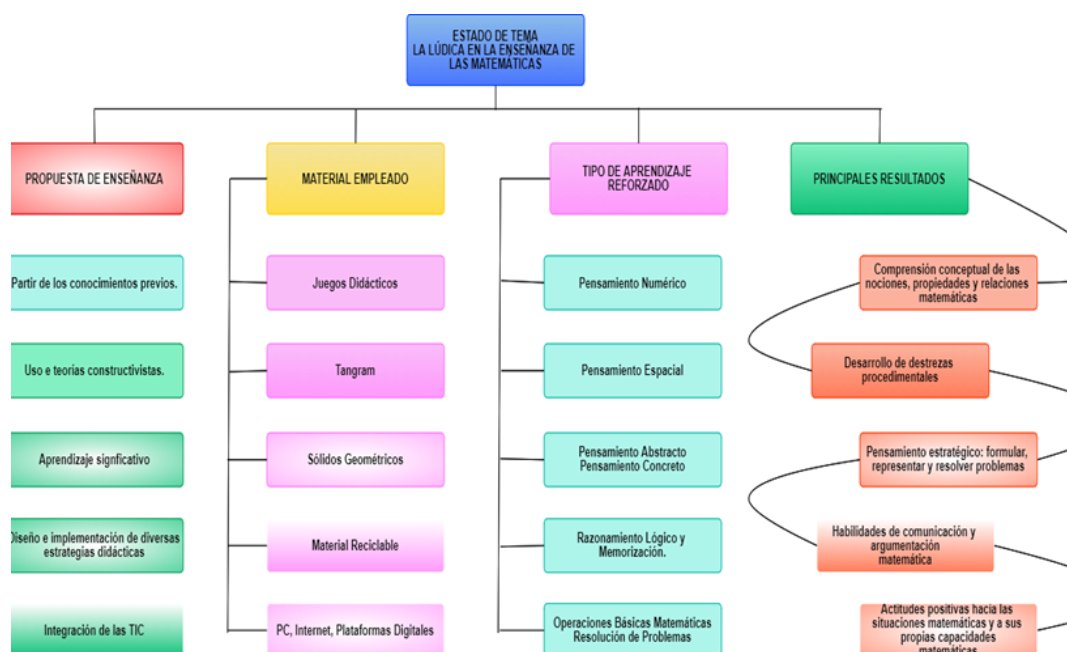 ESTADO DE TEMA
LA LÚDICA EN LA ENSEÑANZA DE
LAS MATEMÁTICAS
PROPUESTA DE ENSEÑANZA
Partir de los conocimientos previos.
Uso e teorías constructivistas.
Aprendizaje signficativo
Diseño e implementación de diversas
estrategias didácticas
Integración de las TIC
MATERIAL EMPLEADO
Juegos Didácticos
Tangram
Sólidos Geométricos
Material Reciclable
PC, Internet, Plataformas Digitales
TIPO DE APRENDIZAJE
REFORZADO
Pensamiento Numérico
Pensamiento Espacial
Pensamiento Abstracto
Pensamiento Concreto
Razonamiento Lógico y
Memorización.
Operaciones Básicas Matemáticas
Resolución de Problemas
PRINCIPALES RESULTADOS
Comprensión conceptual de las
nociones, propiedades y relaciones
matemáticas
Desarrollo de destrezas
procedimentales
Pensamiento estratégico: formular,
representar y resolver problemas
Habilidades de comunicación y
argumentación
matemática
Actitudes positivas hacia las
situaciones matemáticas y a sus
propias capacidades
matemáticas